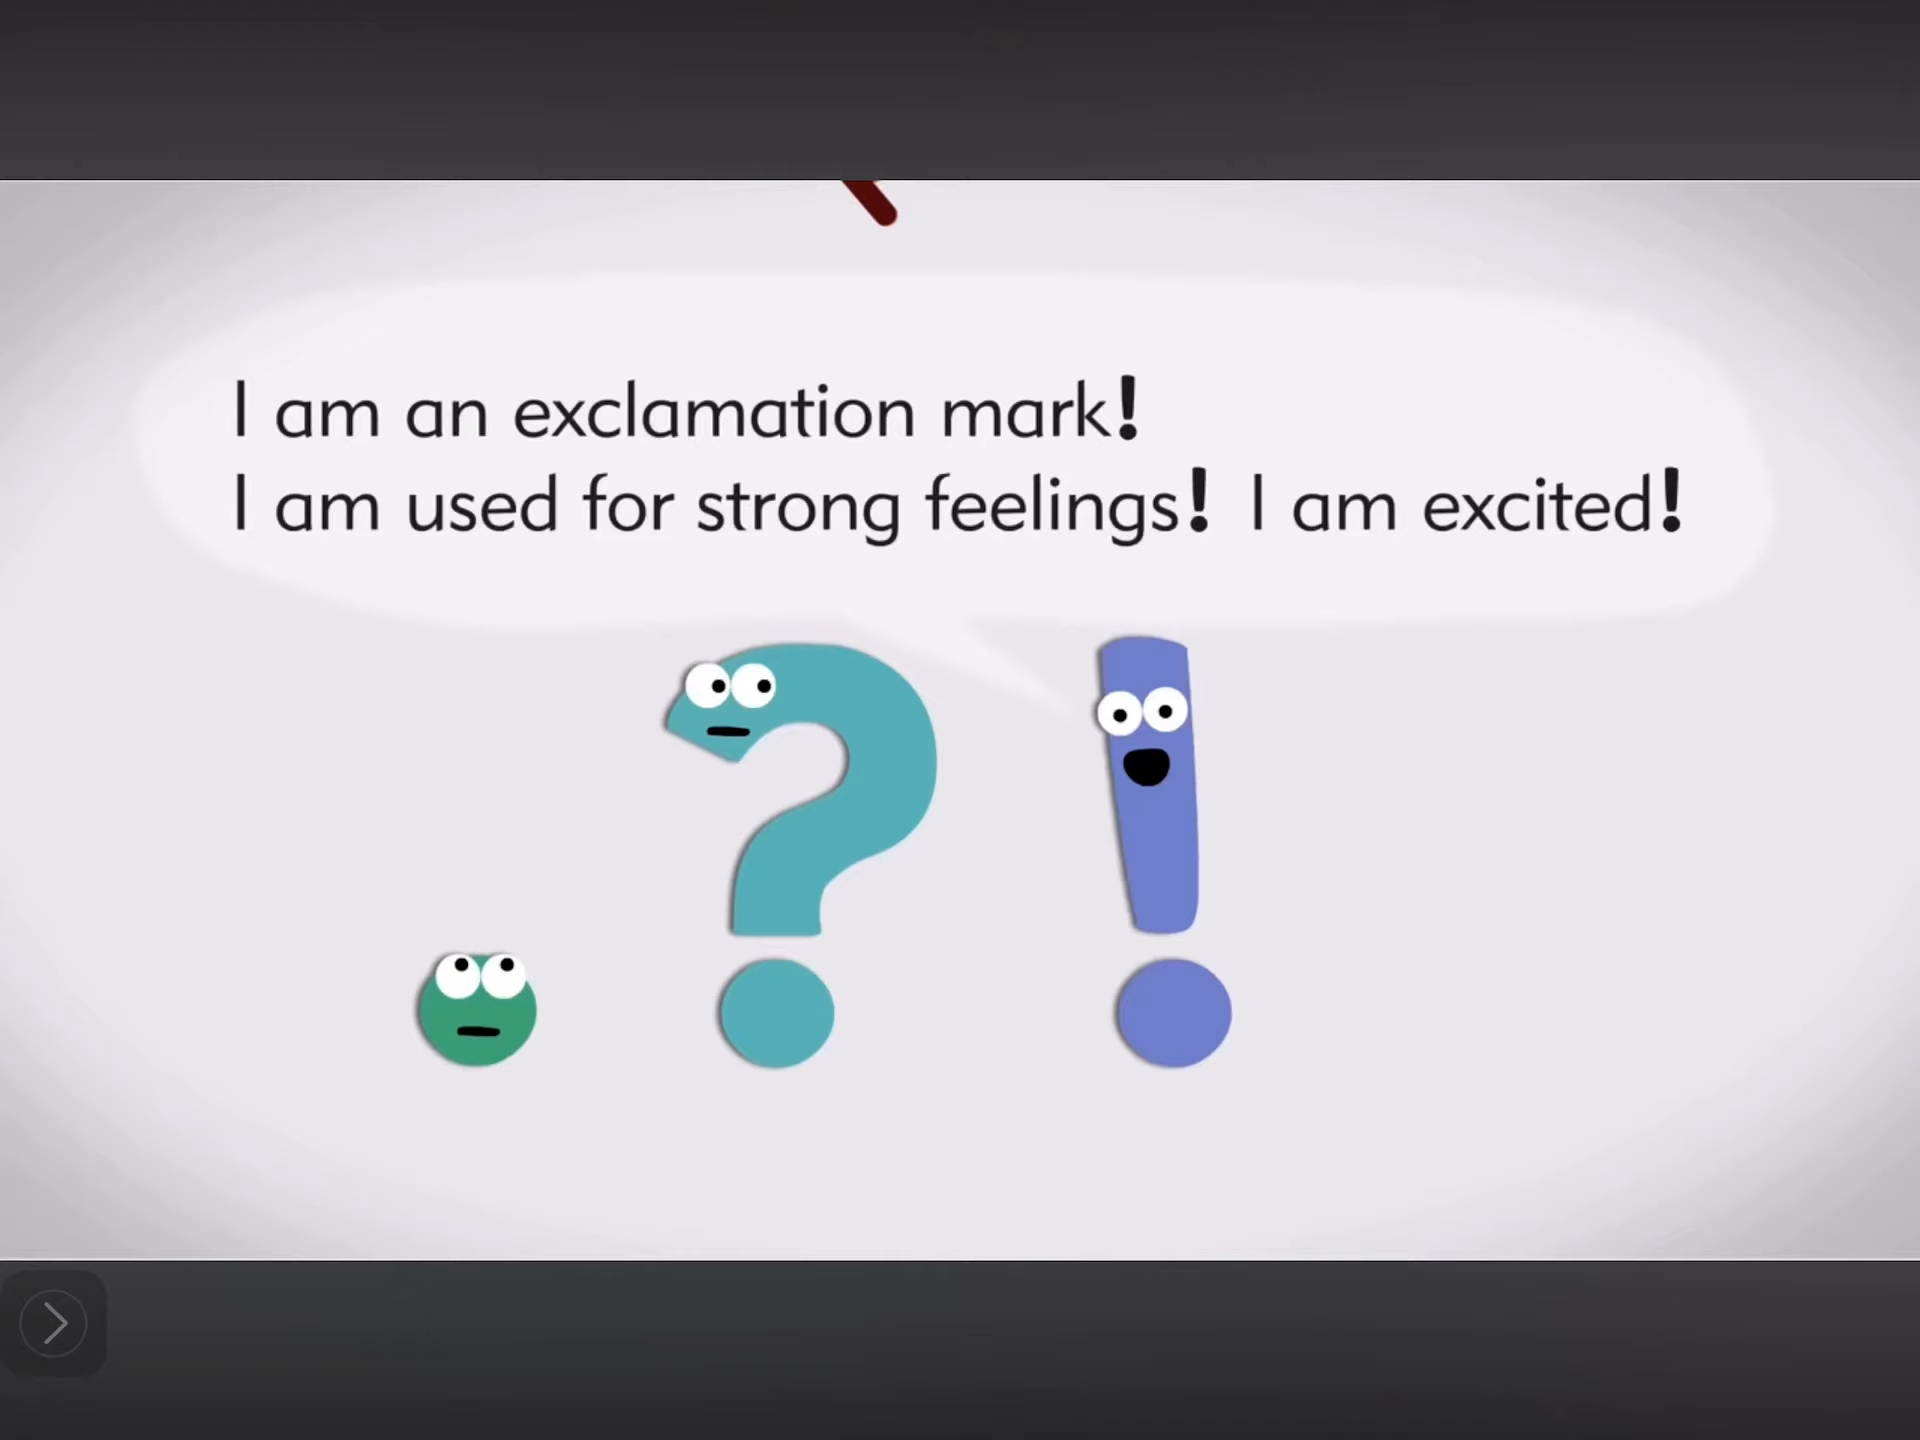 I am an exclamation mark!
I am used for strong feelings! I am excited!
? !